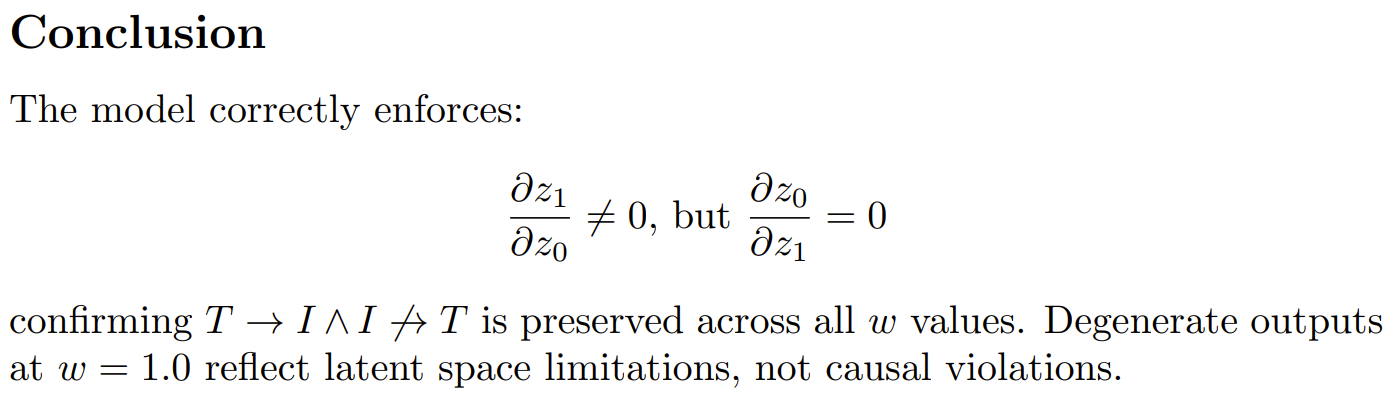 Conclusion
The model correctly enforces:
∂z₁/∂z₀ ≠ 0, but ∂z₀/∂z₁ = 0
confirming T → I ∧ I ↛ T is preserved across all w values. Degenerate outputs
at w = 1.0 reflect latent space limitations, not causal violations.